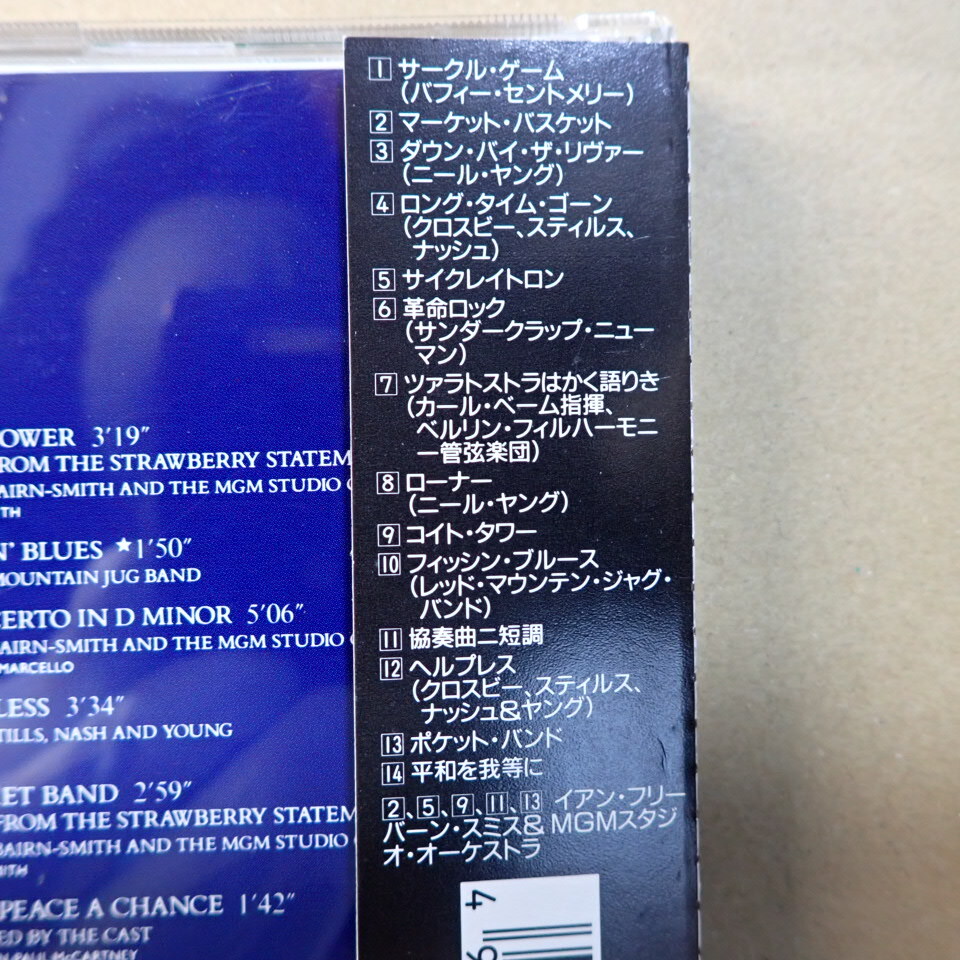 OWER 3'19"
ROM THE STRAWBERRY STATEM
AIRN-SMITH AND THE MGM STUDIO
TH
N' BLUES ★1'50"
MOUNTAIN JUG BAND
CERTO IN D MINOR 5'06"
AIRN-SMITH AND THE MGM STUDIO
MARCELLO
LESS 3'34"
TILLS, NASH AND YOUNG
ET BAND 2'59"
FROM THE STRAWBERRY STATEM
BAIRN-SMITH AND THE MGM STUDIO
MITH
PEACE A CHANCE 1'42"
ED BY THE CAST
N-PAUL McCARTNEY
1 サークル・ゲーム
(バフィー・セントメリー)
2 マーケット・バスケット
3 ダウン・バイ・ザ・リヴァー
(ニール・ヤング)
4 ロング・タイム・ゴーン
(クロスビー、スティルス、
ナッシュ)
5 サイクレイトロン
6 革命ロック
(サンダークラップ・ニュー
マン)
7 ツァラトストラはかく語りき
(カール・ベーム指揮、
ベルリン・フィルハーモニ
ー管弦楽団)
8 ローナー
(ニール・ヤング)
9 コイト・タワー
10 フィッシン・ブルース
(レッド・マウンテン・ジャグ・
バンド)
11 協奏曲二短調
12 ヘルプレス
(クロスビー、スティルス、
ナッシュ&ヤング)
13 ポケット・バンド
14 平和を我等に
2、5、9、11、13 イアン・フリー
バーン・スミス&MGMスタジ
オ・オーケストラ
4
9